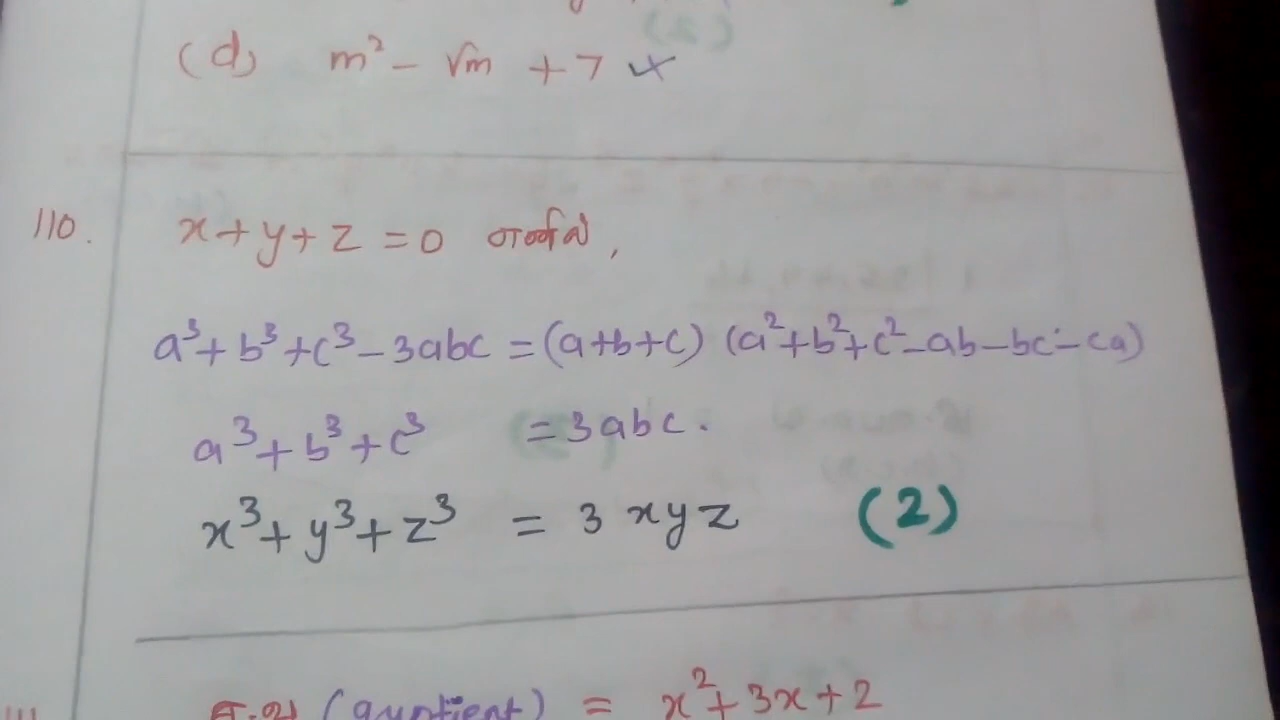 (d) m² - √m + 7 ×
110. x+y+z = 0 எனில்,
a³+b³+c³-3abc = (a+b+c) (a²+b²+c²-ab-bc-ca)
a³+b³+c³ = 3abc.
x³+y³+z³ = 3xyz (2)
(quotient) = x²+3x+2